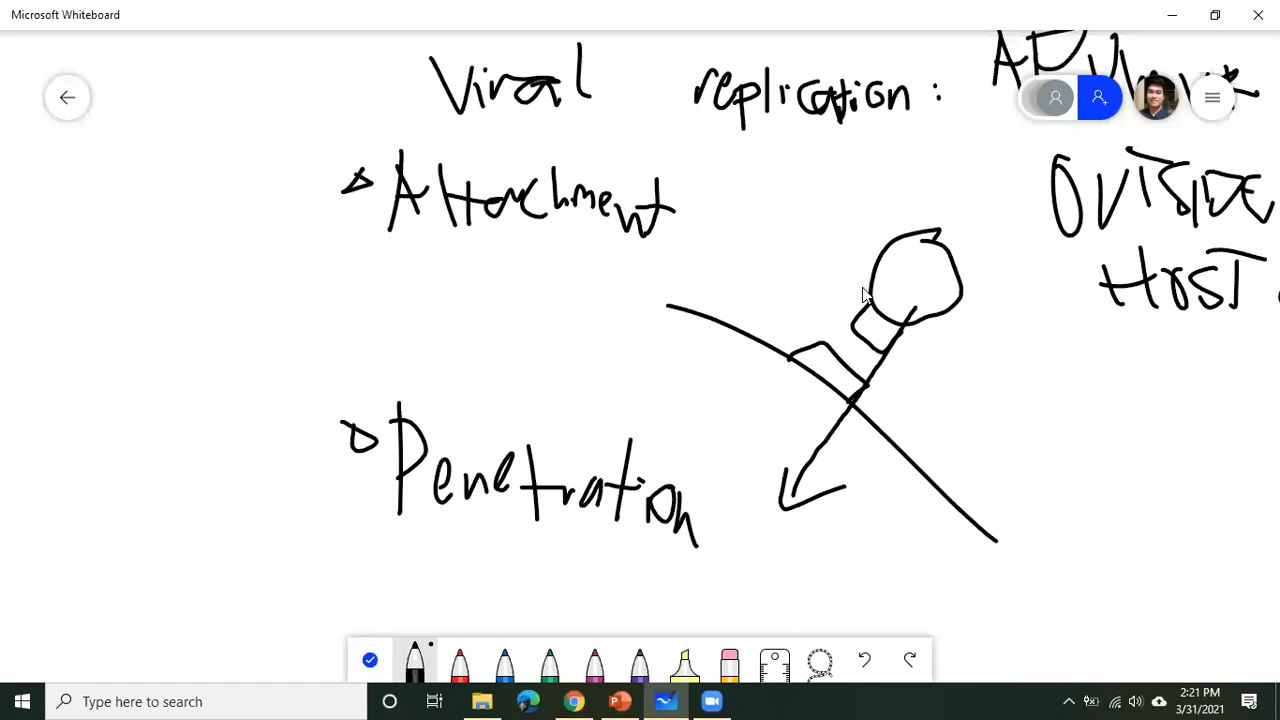 Microsoft Whiteboard
Viral replication:
Attachment
OUTSIDE
HOST
Penetration
Type here to search
2:21 PM
3/31/2021